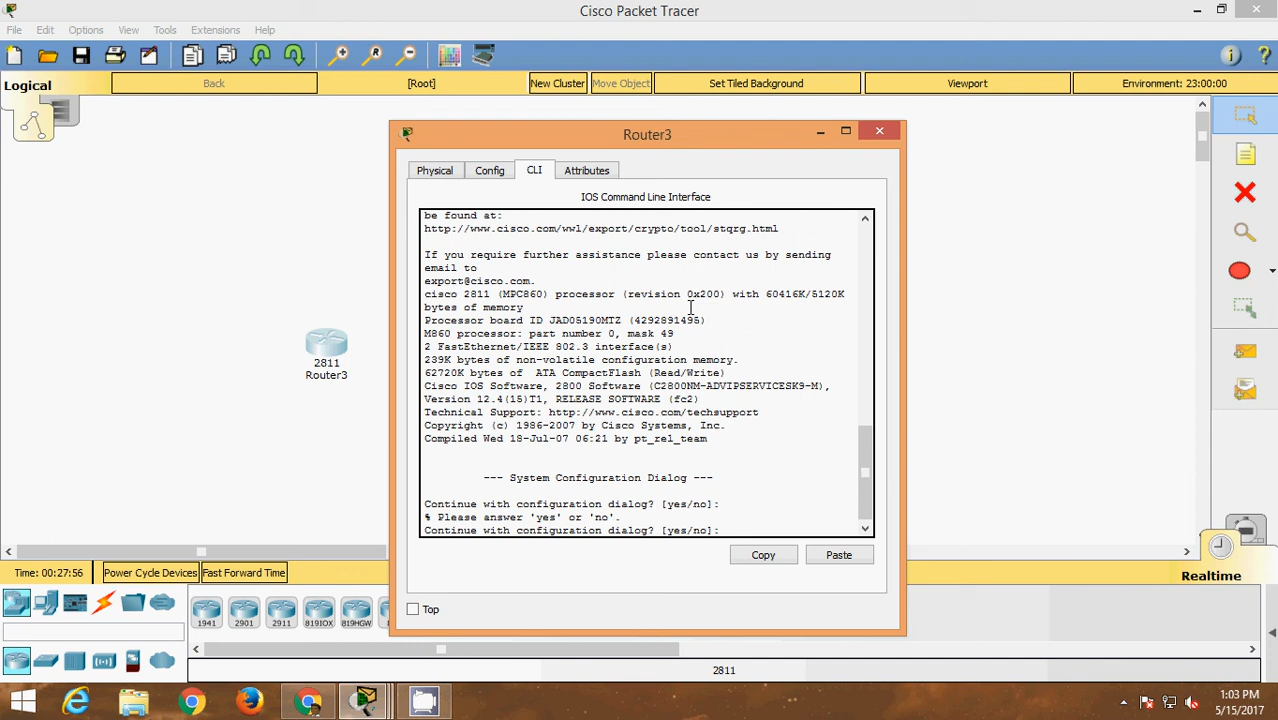 Cisco Packet Tracer
File Edit Options View Tools Extensions Help
Logical Back [Root] New Cluster Move Object Set Tiled Background Viewport Environment: 23:00:00
Router3
Physical Config CLI Attributes
IOS Command Line Interface
be found at:
http://www.cisco.com/wwl/export/crypto/tool/stqrg.html
If you require further assistance please contact us by sending
email to
export@cisco.com.
cisco 2811 (MPC860) processor (revision 0x200) with 60416K/5120K
bytes of memory
Processor board ID JAD05190MTZ (4292891495)
M860 processor: part number 0, mask 49
2 FastEthernet/IEEE 802.3 interface(s)
239K bytes of non-volatile configuration memory.
62720K bytes of ATA CompactFlash (Read/Write)
Cisco IOS Software, 2800 Software (C2800NM-ADVIPSERVICESK9-M),
Version 12.4(15)T1, RELEASE SOFTWARE (fc2)
Technical Support: http://www.cisco.com/techsupport
Copyright (c) 1986-2007 by Cisco Systems, Inc.
Compiled Wed 18-Jul-07 06:21 by pt_rel_team
--- System Configuration Dialog ---
Continue with configuration dialog? [yes/no]:
% Please answer 'yes' or 'no'.
Continue with configuration dialog? [yes/no]:
Copy Paste
Top
2811
Router3
Time: 00:27:56 Power Cycle Devices Fast Forward Time
Realtime
1941 2901 2911 819IOX 819HGW
2811
1:03 PM
5/15/2017